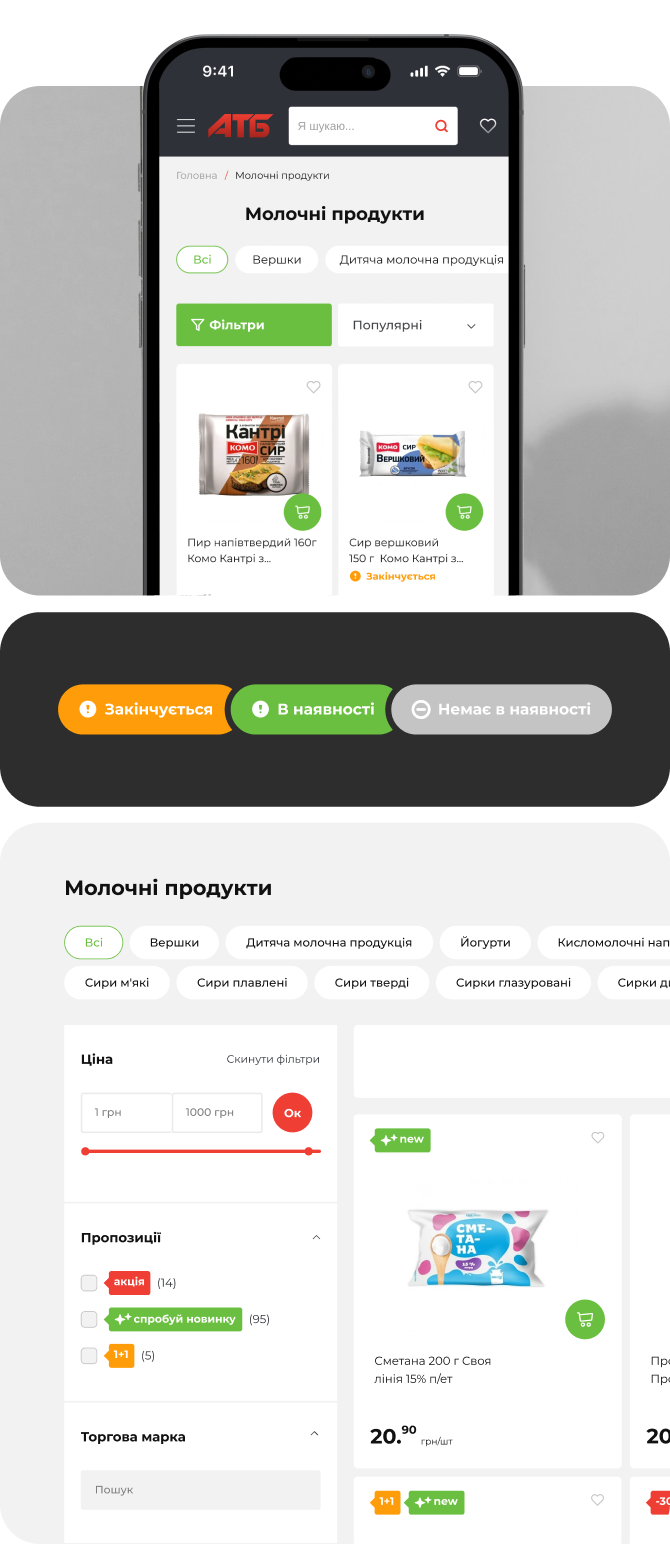 9:41
АТБ
Я шукаю...
Головна / Молочні продукти
Молочні продукти
Всі
Вершки
Дитяча молочна продукція
Фільтри
Популярні
Кантрі
КОМО СИР
160г
КОМО СИР
Вершковий
Пир напівтвердий 160г
Комо Кантрі з...
Сир вершковий
150 г Комо Кантрі з...
Закінчується
Закінчується
В наявності
Немає в наявності
Молочні продукти
Всі
Вершки
Дитяча молочна продукція
Йогурти
Кисломолочні нап
Сири м'які
Сири плавлені
Сири тверді
Сирки глазуровані
Сирки д
Ціна
Скинути фільтри
1 грн
1000 грн
Ок
new
СМЕ-
ТА-
НА
Пропозиції
акція (14)
спробуй новинку (95)
1+1 (5)
Сметана 200 г Своя
лінія 15% п/ет
Про
Про
20.90 грн/шт
20
Торгова марка
Пошук
1+1
new
-30